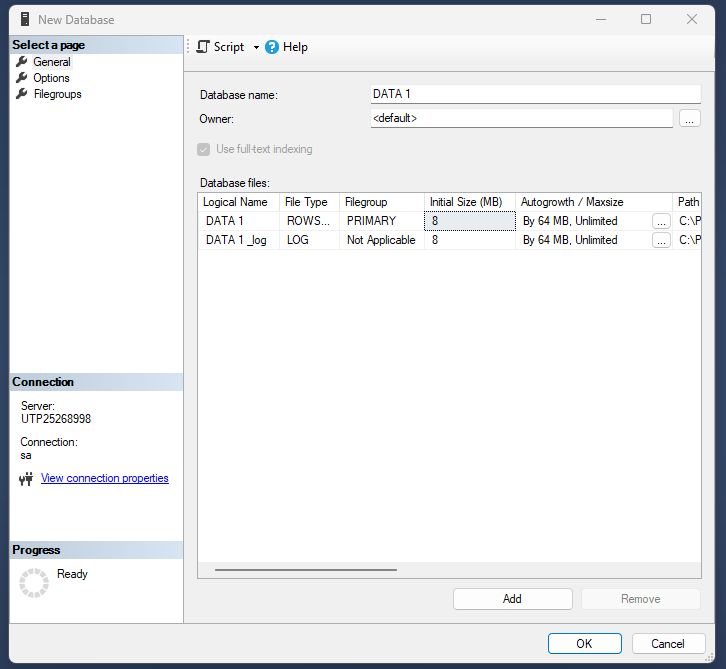 New Database
Select a page
General
Options
Filegroups
Script
Help
Database name: DATA 1
Owner: <default> ...
Use full-text indexing
Database files:
Logical Name File Type Filegroup Initial Size (MB) Autogrowth / Maxsize Path
DATA 1 ROWS... PRIMARY 8 By 64 MB, Unlimited ... C:\P
DATA 1 _log LOG Not Applicable 8 By 64 MB, Unlimited ... C:\P
Connection
Server:
UTP25268998
Connection:
sa
View connection properties
Progress
Ready
Add Remove
OK Cancel